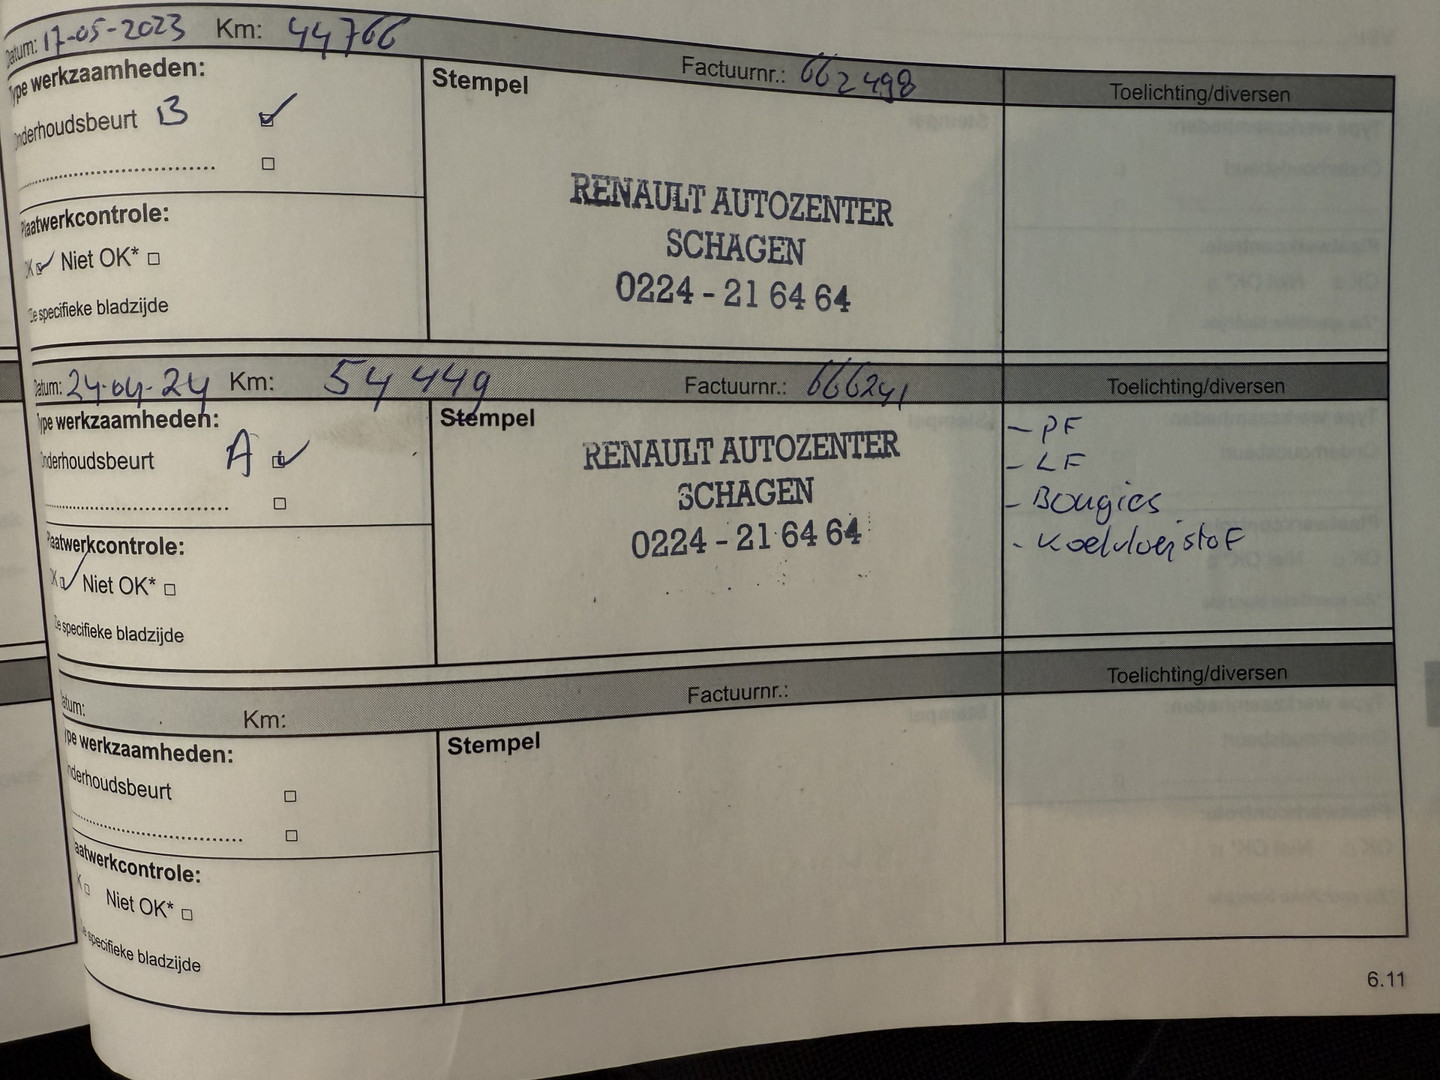 Datum: 17-05-2023 Km: 44766 Factuurnr.: 662498 Toelichting/diversen
Type werkzaamheden:
Stempel
Onderhoudsbeurt B
RENAULT AUTOZENTER
SCHAGEN
0224 - 21 64 64
Plaatwerkcontrole:
OK Niet OK*
Zie specifieke bladzijde
Datum: 24-04-24 Km: 54449 Factuurnr.: 666241 Toelichting/diversen
Type werkzaamheden:
Stempel
Onderhoudsbeurt A
RENAULT AUTOZENTER
SCHAGEN
0224 - 21 64 64
- PF
- LF
- Bougies
- Koelvloeistof
Plaatwerkcontrole:
OK Niet OK*
Zie specifieke bladzijde
Datum: Km: Factuurnr.: Toelichting/diversen
Type werkzaamheden:
Stempel
Onderhoudsbeurt
Plaatwerkcontrole:
OK Niet OK*
Zie specifieke bladzijde
6.11